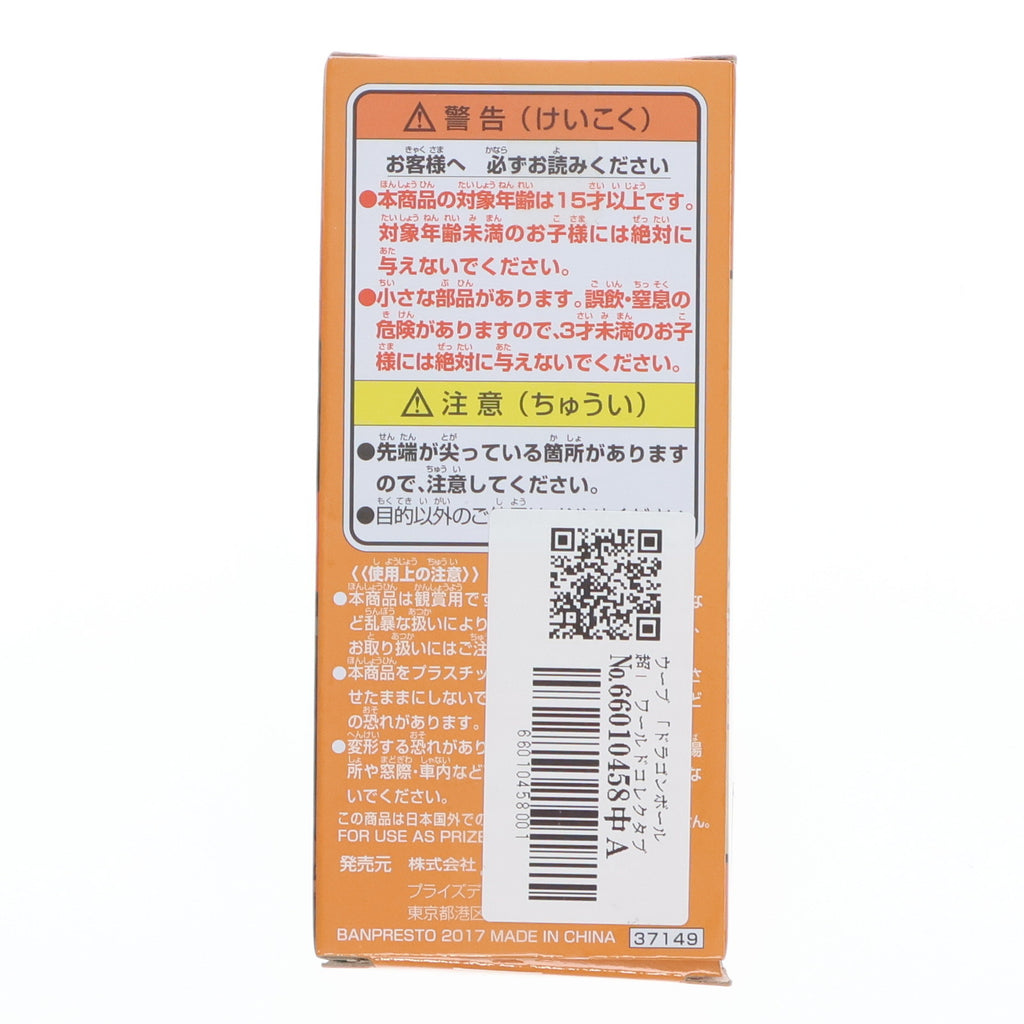 警告（けいこく）
お客様へ 必ずお読みください
●本商品の対象年齢は15才以上です。
対象年齢未満のお子様には絶対に
与えないでください。
●小さな部品があります。誤飲・窒息の
危険がありますので、3才未満のお子
様には絶対に与えないでください。
注意（ちゅうい）
●先端が尖っている箇所があります
ので、注意してください。
●目的以外のご
《使用上の注意》
●本商品は観賞用で
ど乱暴な扱いにより
お取り扱いにはご注
●本商品をプラスチッ
せたままにしないで
の恐れがあります。
●変形する恐れがあり
所や窓際・車内など
いでください。
この商品は日本国外での
FOR USE AS PRIZE
発売元 株式会社
プライズデ
東京都港区
BANPRESTO 2017 MADE IN CHINA 37149
ウーブ 「ドラゴンボール
超」 ワールドコレクタブ
No.66010458中A
66010458001